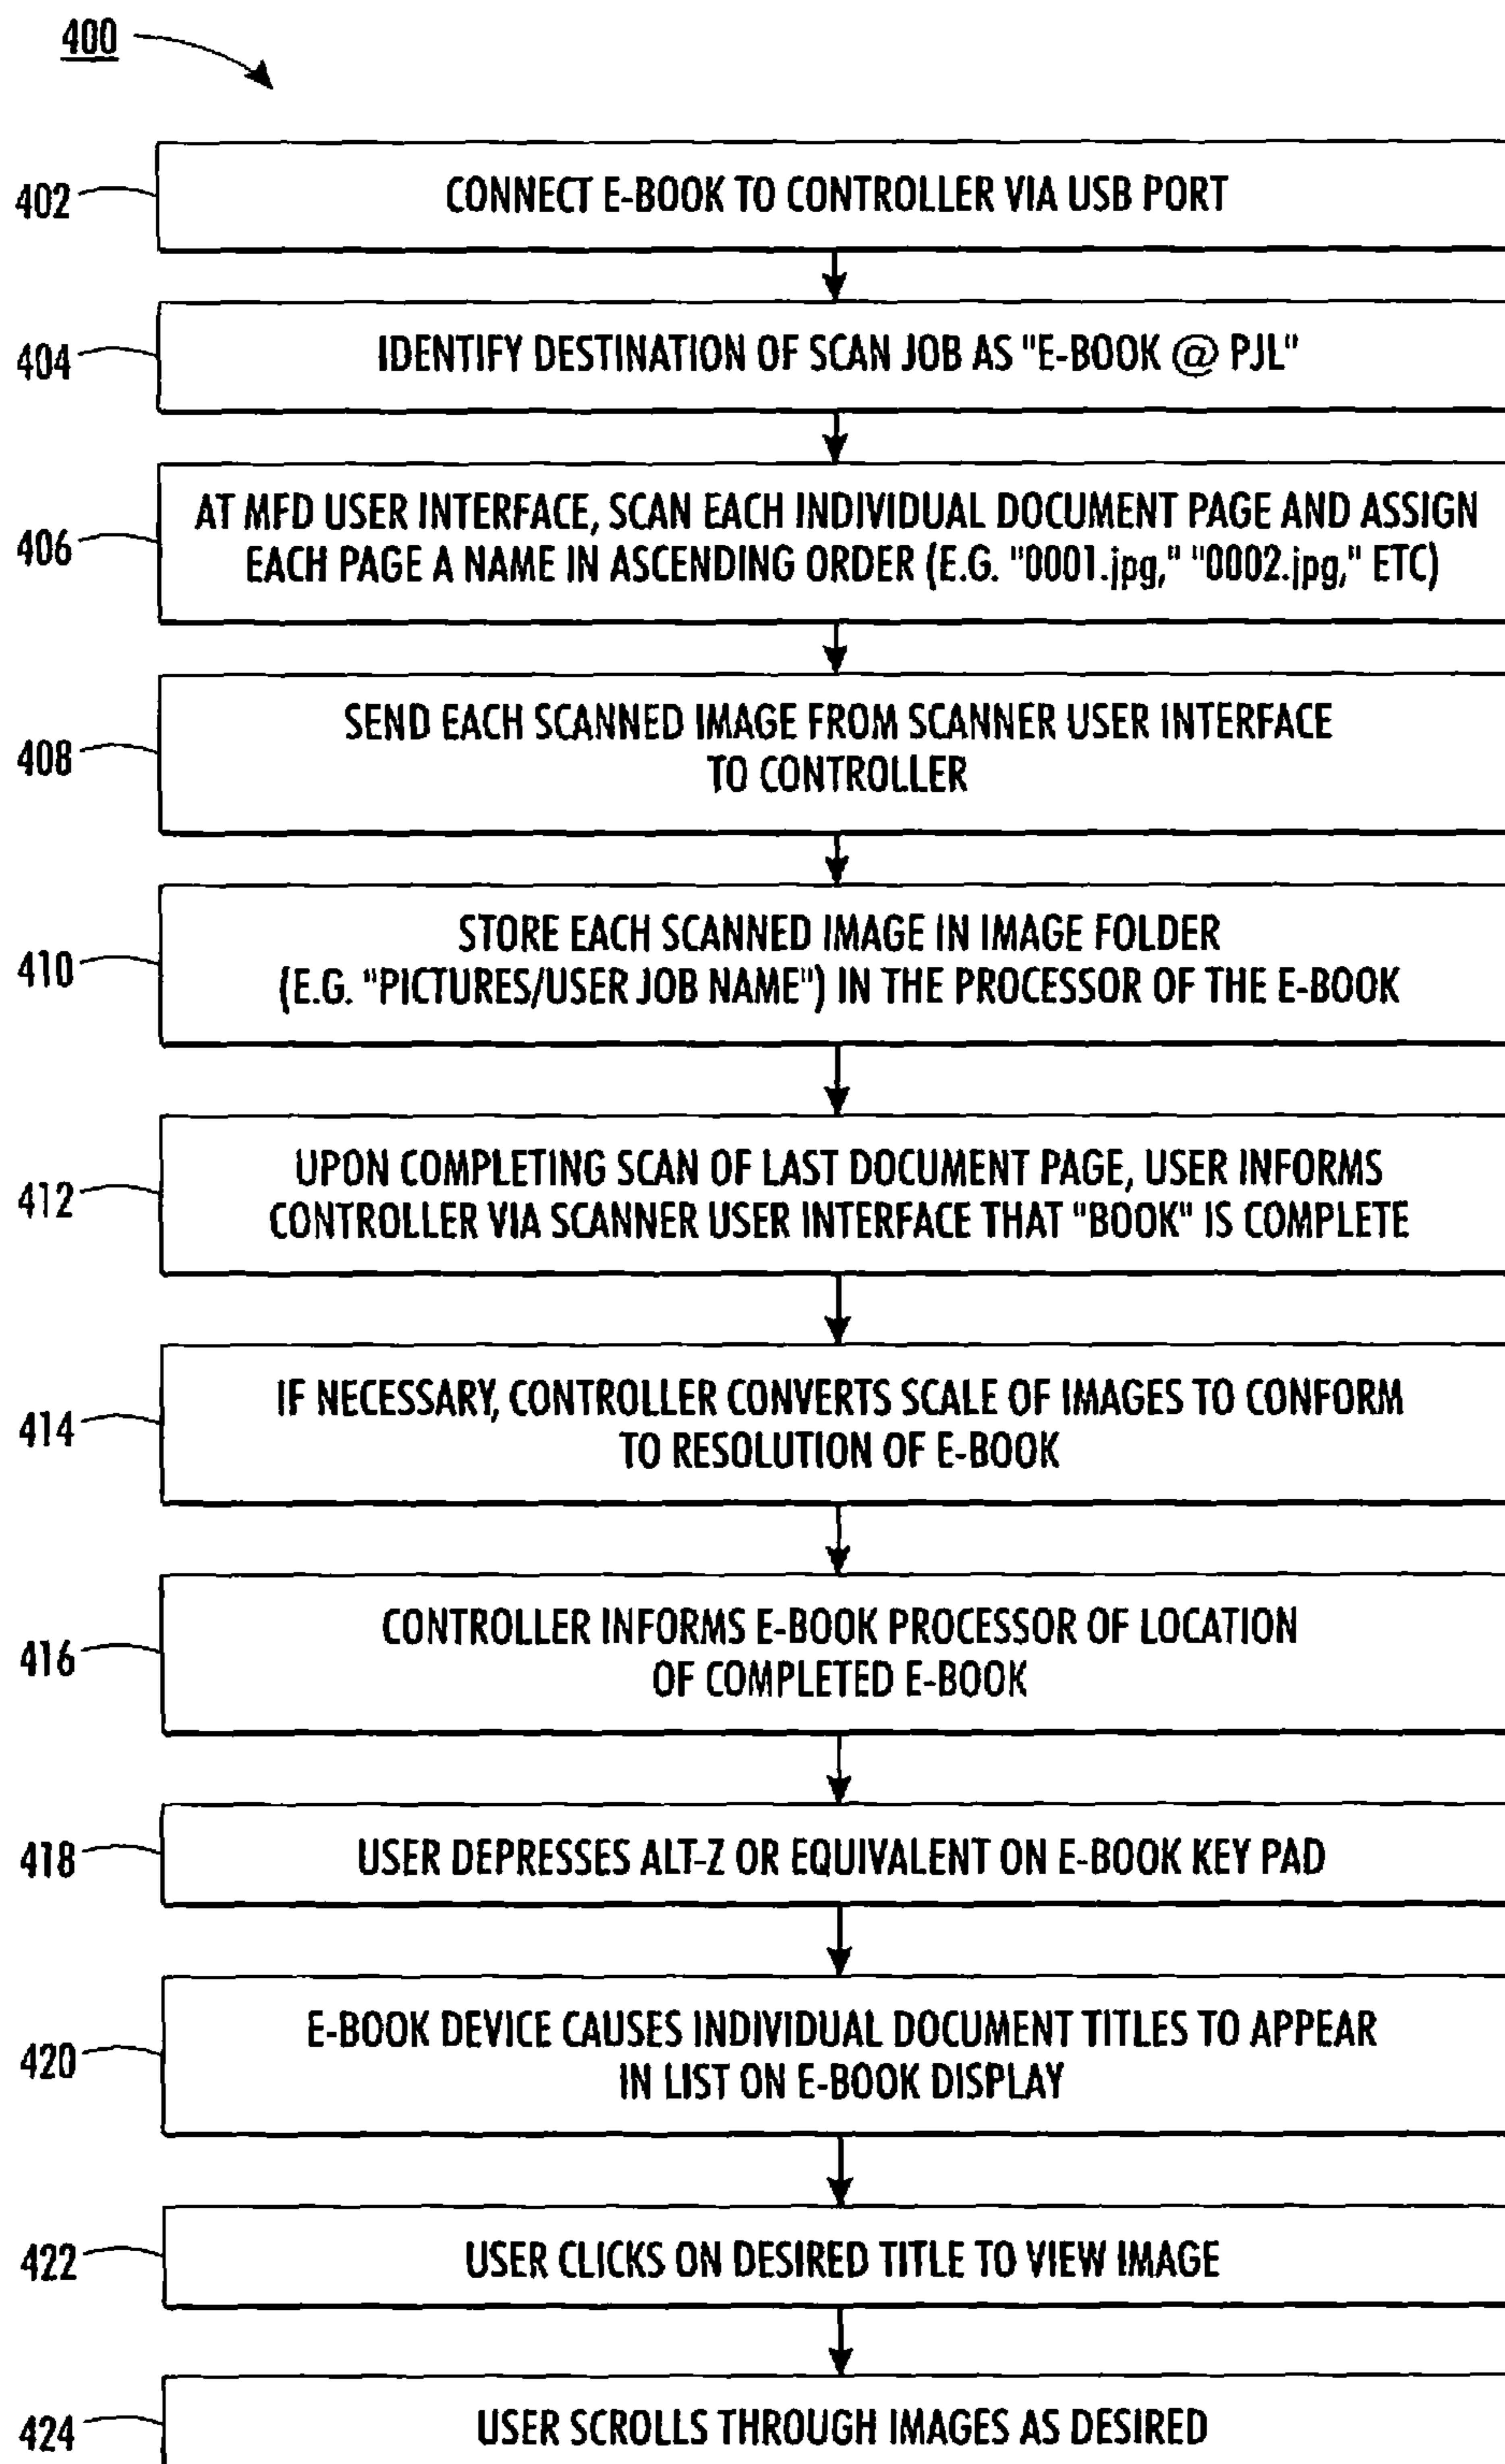 400
402
CONNECT E-BOOK TO CONTROLLER VIA USB PORT
404
IDENTIFY DESTINATION OF SCAN JOB AS "E-BOOK @ PJL"
406
AT MFD USER INTERFACE, SCAN EACH INDIVIDUAL DOCUMENT PAGE AND ASSIGN
EACH PAGE A NAME IN ASCENDING ORDER (E.G. "0001.jpg," "0002.jpg," ETC)
408
SEND EACH SCANNED IMAGE FROM SCANNER USER INTERFACE
TO CONTROLLER
410
STORE EACH SCANNED IMAGE IN IMAGE FOLDER
(E.G. "PICTURES/USER JOB NAME") IN THE PROCESSOR OF THE E-BOOK
412
UPON COMPLETING SCAN OF LAST DOCUMENT PAGE, USER INFORMS
CONTROLLER VIA SCANNER USER INTERFACE THAT "BOOK" IS COMPLETE
414
IF NECESSARY, CONTROLLER CONVERTS SCALE OF IMAGES TO CONFORM
TO RESOLUTION OF E-BOOK
416
CONTROLLER INFORMS E-BOOK PROCESSOR OF LOCATION
OF COMPLETED E-BOOK
418
USER DEPRESSES ALT-Z OR EQUIVALENT ON E-BOOK KEY PAD
420
E-BOOK DEVICE CAUSES INDIVIDUAL DOCUMENT TITLES TO APPEAR
IN LIST ON E-BOOK DISPLAY
422
USER CLICKS ON DESIRED TITLE TO VIEW IMAGE
424
USER SCROLLS THROUGH IMAGES AS DESIRED